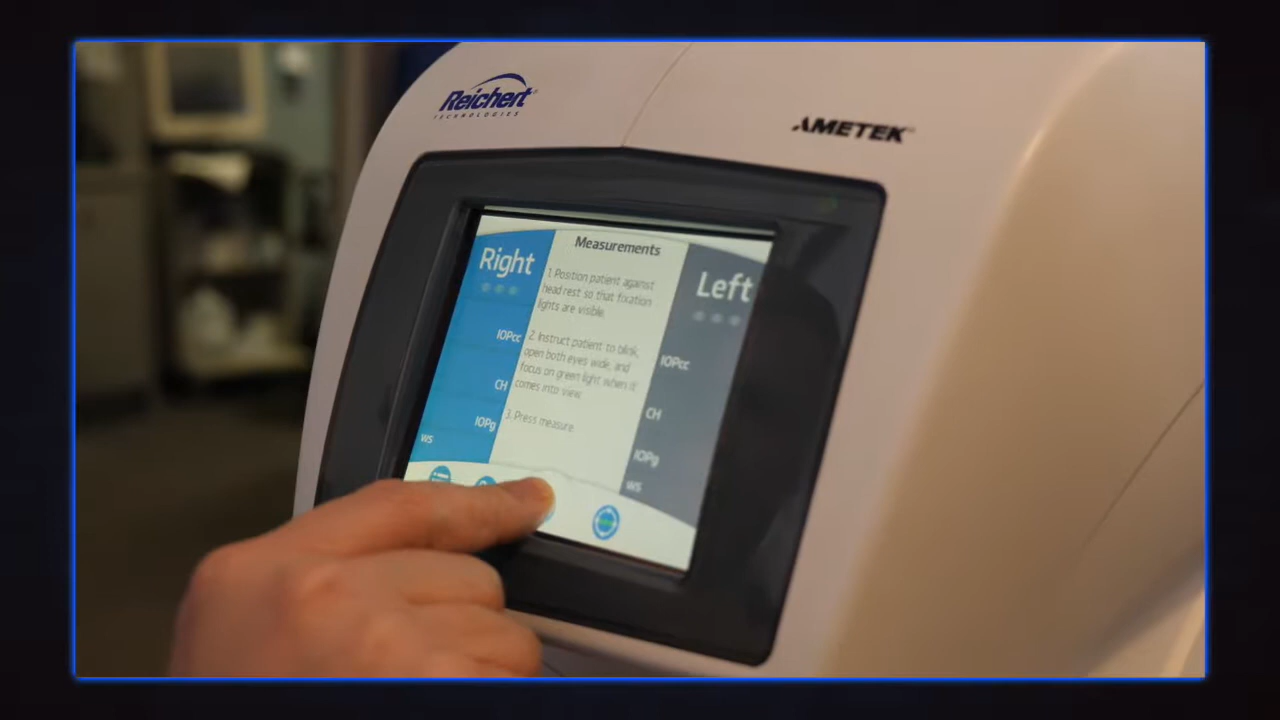 Reichert
TECHNOLOGIES
AMETEK
Measurements
Right
1. Position patient against
head rest so that fixation
lights are visible.
2. Instruct patient to blink,
open both eyes wide, and
focus on green light when it
comes into view.
3. Press measure.
IOPcc
CH
IOPg
WS
Left
IOPcc
CH
IOPg
WS